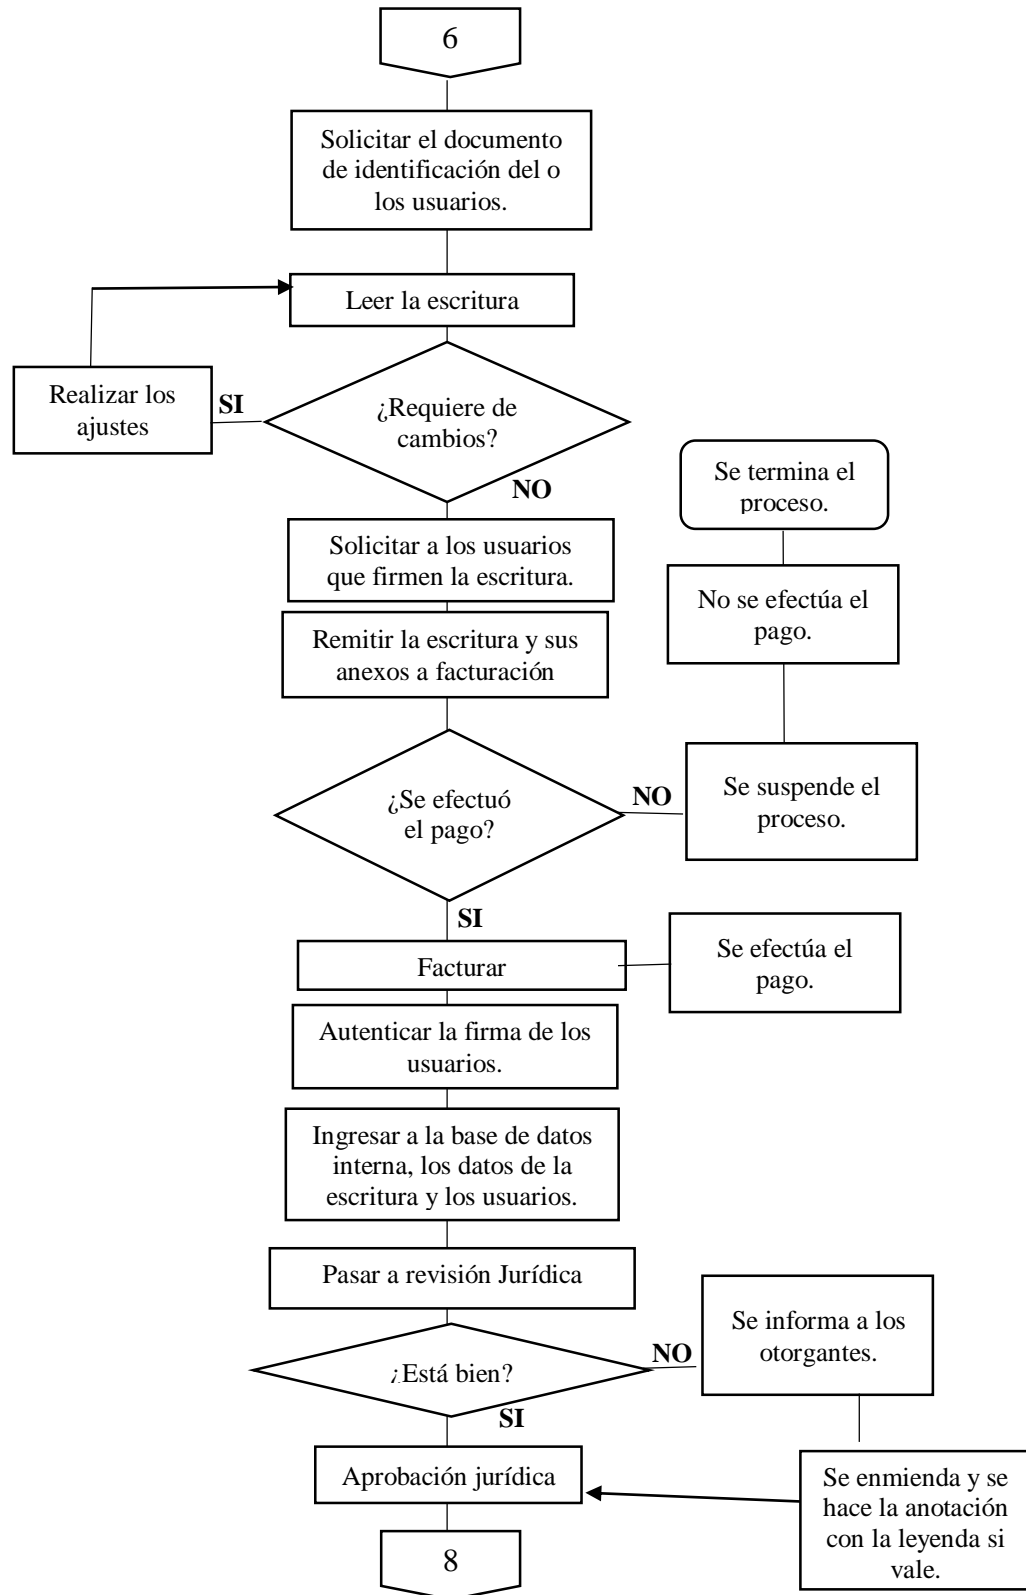 6
Solicitar el documento
de identificación del o
los usuarios.
Leer la escritura
Realizar los
ajustes
SI
¿Requiere de
cambios?
NO
Se termina el
proceso.
Solicitar a los usuarios
que firmen la escritura.
No se efectúa el
pago.
Remitir la escritura y sus
anexos a facturación
¿Se efectuó
el pago?
NO
Se suspende el
proceso.
SI
Facturar
Se efectúa el
pago.
Autenticar la firma de los
usuarios.
Ingresar a la base de datos
interna, los datos de la
escritura y los usuarios.
Pasar a revisión Jurídica
¿Está bien?
NO
Se informa a los
otorgantes.
SI
Aprobación jurídica
Se enmienda y se
hace la anotación
con la leyenda si
vale.
8